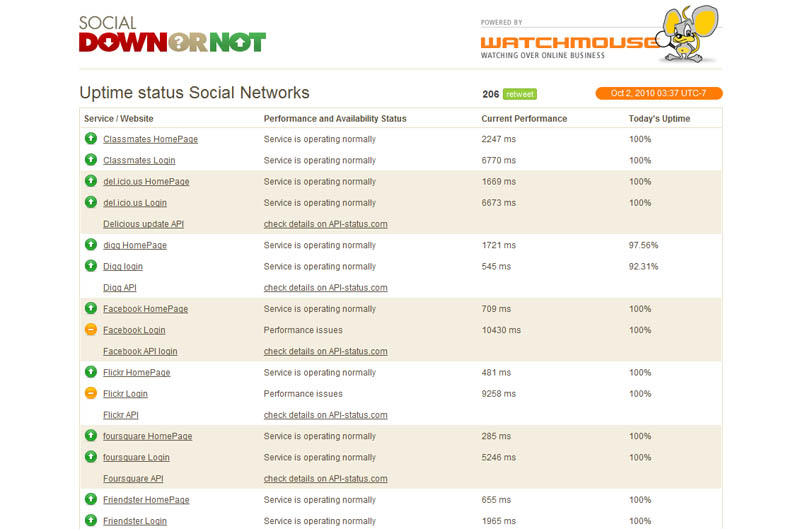 SOCIAL
DOWNORNOT
POWERED BY
WATCHMOUSE
WATCHING OVER ONLINE BUSINESS
Uptime status Social Networks 206 retweet Oct 2, 2010 03:37 UTC-7
Service / Website Performance and Availability Status Current Performance Today's Uptime
Classmates HomePage Service is operating normally 2247 ms 100%
Classmates Login Service is operating normally 6770 ms 100%
del.icio.us HomePage Service is operating normally 1669 ms 100%
del.icio.us Login Service is operating normally 6673 ms 100%
Delicious update API check details on API-status.com
digg HomePage Service is operating normally 1721 ms 97.56%
Digg login Service is operating normally 545 ms 92.31%
Digg API check details on API-status.com
Facebook HomePage Service is operating normally 709 ms 100%
Facebook Login Performance issues 10430 ms 100%
Facebook API login check details on API-status.com
Flickr HomePage Service is operating normally 481 ms 100%
Flickr Login Performance issues 9258 ms 100%
Flickr API check details on API-status.com
foursquare HomePage Service is operating normally 285 ms 100%
foursquare Login Service is operating normally 5246 ms 100%
Foursquare API check details on API-status.com
Friendster HomePage Service is operating normally 655 ms 100%
Friendster Login Service is operating normally 1965 ms 100%